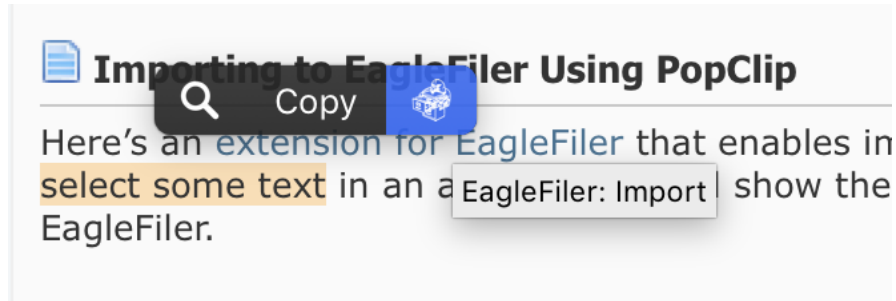 Importing to EagleFiler Using PopClip
Copy
Here’s an extension for EagleFiler that enables
select some text in an a
EagleFiler: Import
show the
EagleFiler.